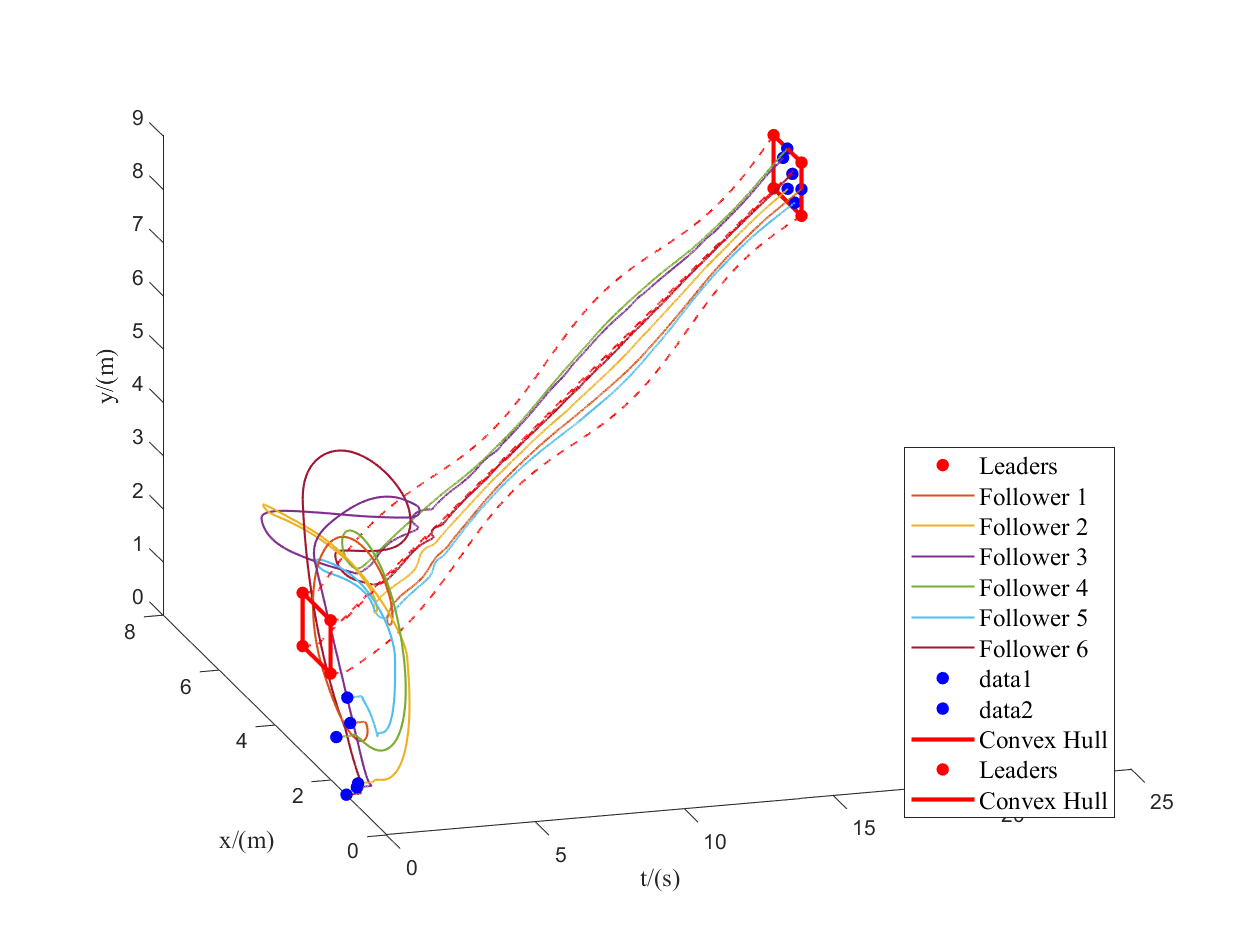 9
8
7
6
5
4
3
2
1
0
y/(m)
8
6
4
2
0
x/(m)
0
5
10
15
20
25
t/(s)
Leaders
Follower 1
Follower 2
Follower 3
Follower 4
Follower 5
Follower 6
data1
data2
Convex Hull
Leaders
Convex Hull